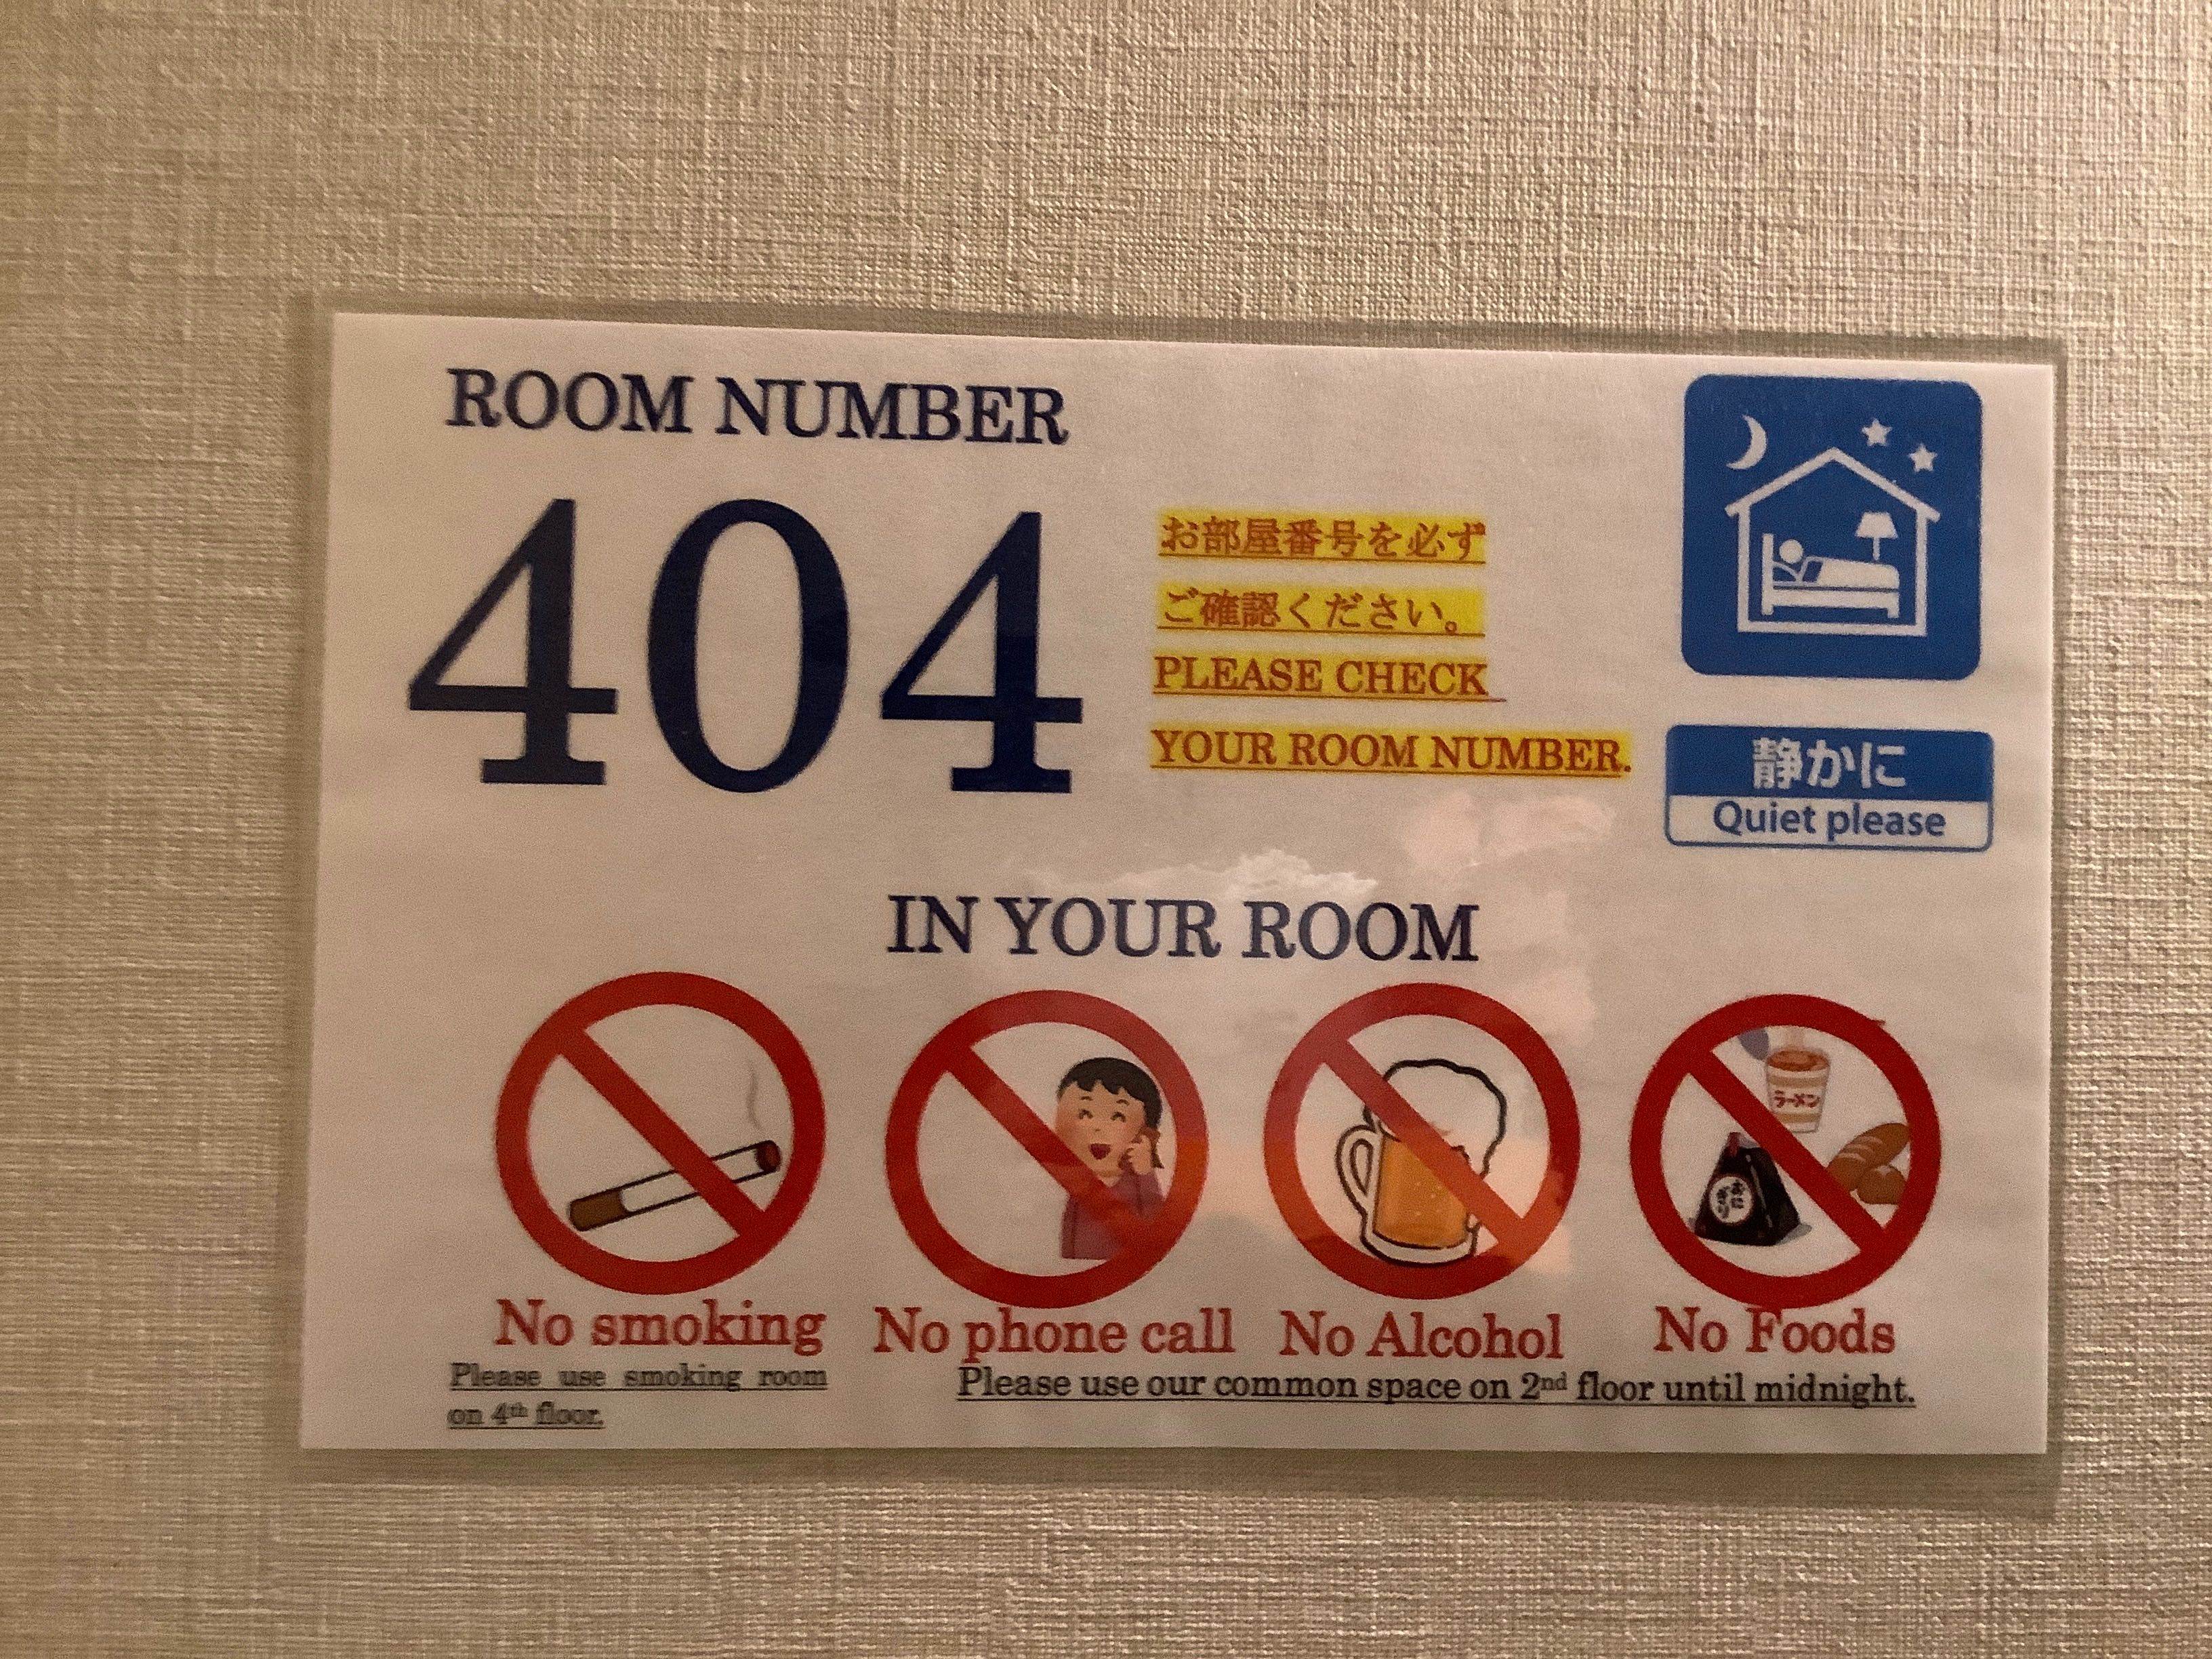 ROOM NUMBER
404
お部屋番号を必ず
ご確認ください。
PLEASE CHECK
YOUR ROOM NUMBER.
静かに
Quiet please
IN YOUR ROOM
ラーメン
おに
ぎり
No smoking
No phone call
No Alcohol
No Foods
Please use smoking room
on 4th floor.
Please use our common space on 2nd floor until midnight.